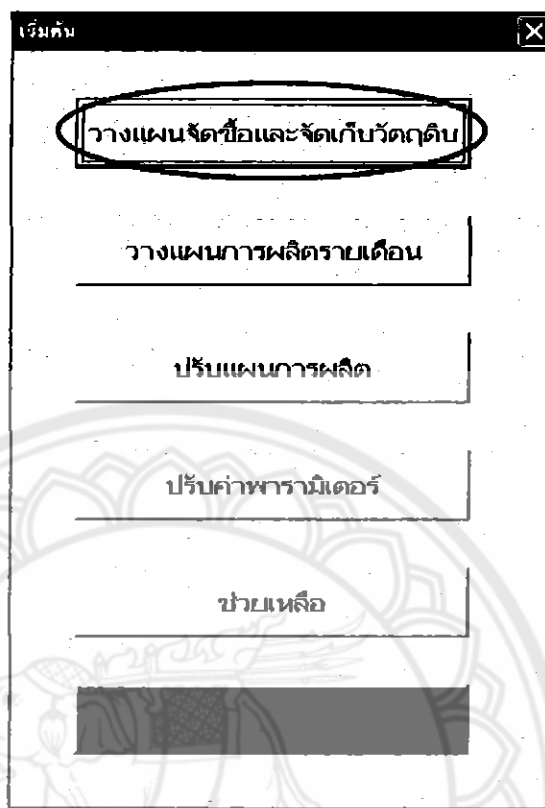 เริ่มต้น
วางแผนจัดซื้อและจัดเก็บวัตถุดิบ
วางแผนการผลิตรายเดือน
ปรับแผนการผลิต
ปรับค่าพารามิเตอร์
ช่วยเหลือ